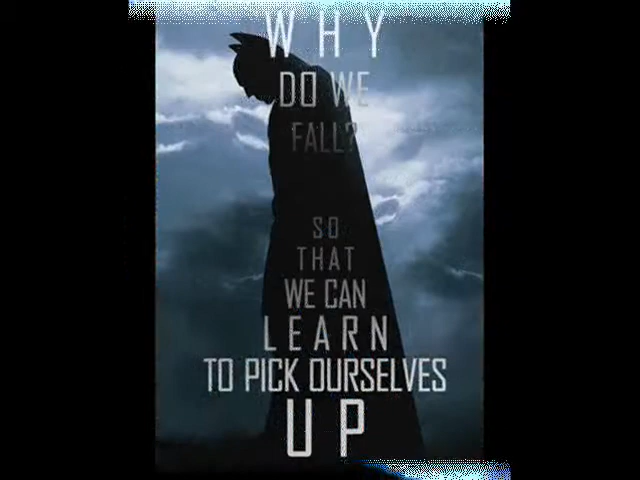 WHY
DO WE
FALL?
SO
THAT
WE CAN
LEARN
TO PICK OURSELVES
UP